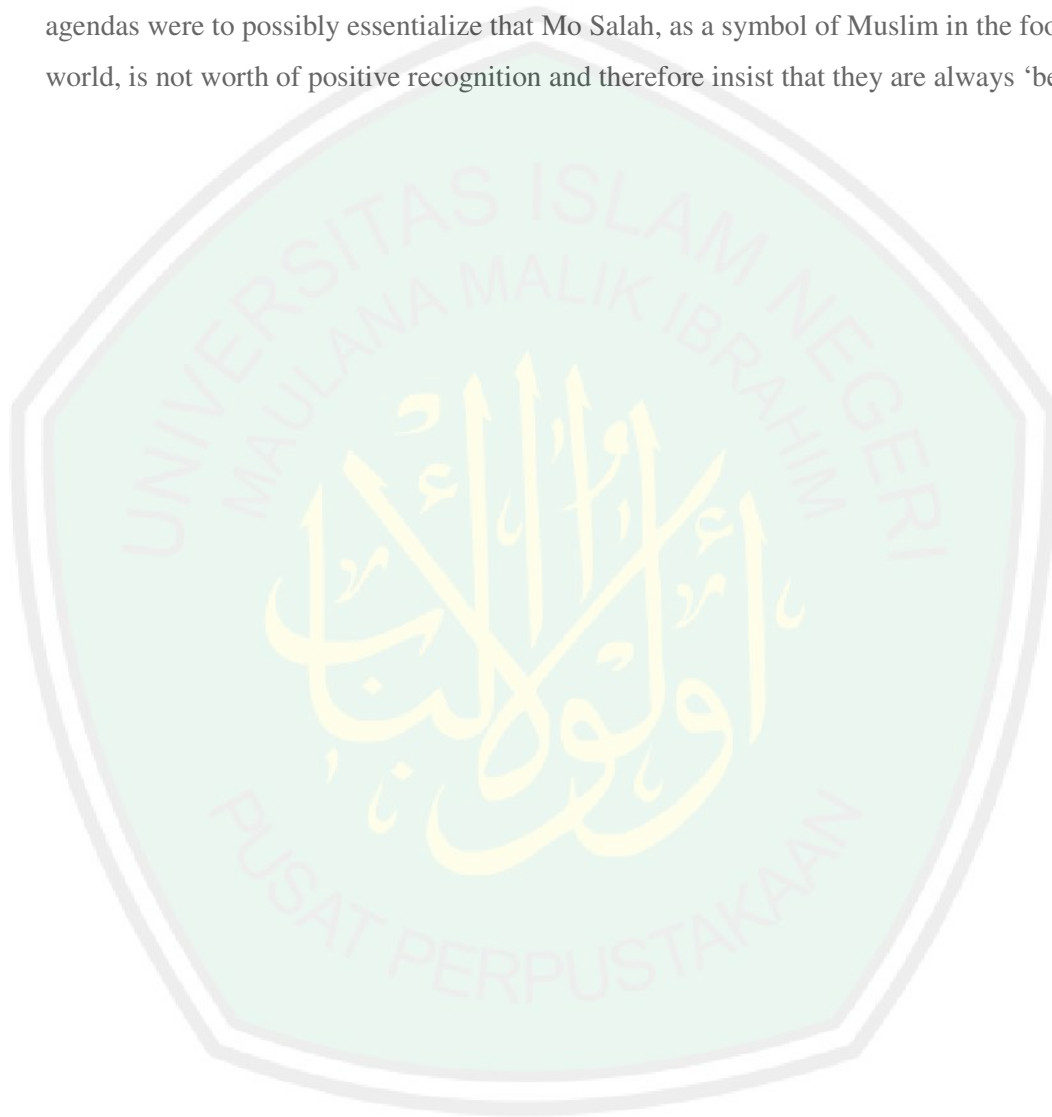 agendas were to possibly essentialize that Mo Salah, as a symbol of Muslim in the foo
world, is not worth of positive recognition and therefore insist that they are always ‘be
UNIVERSITAS ISLAM NEGERI
MAULANA MALIK IBRAHIM
أولوا الألباب
PUSAT PERPUSTAKAAN